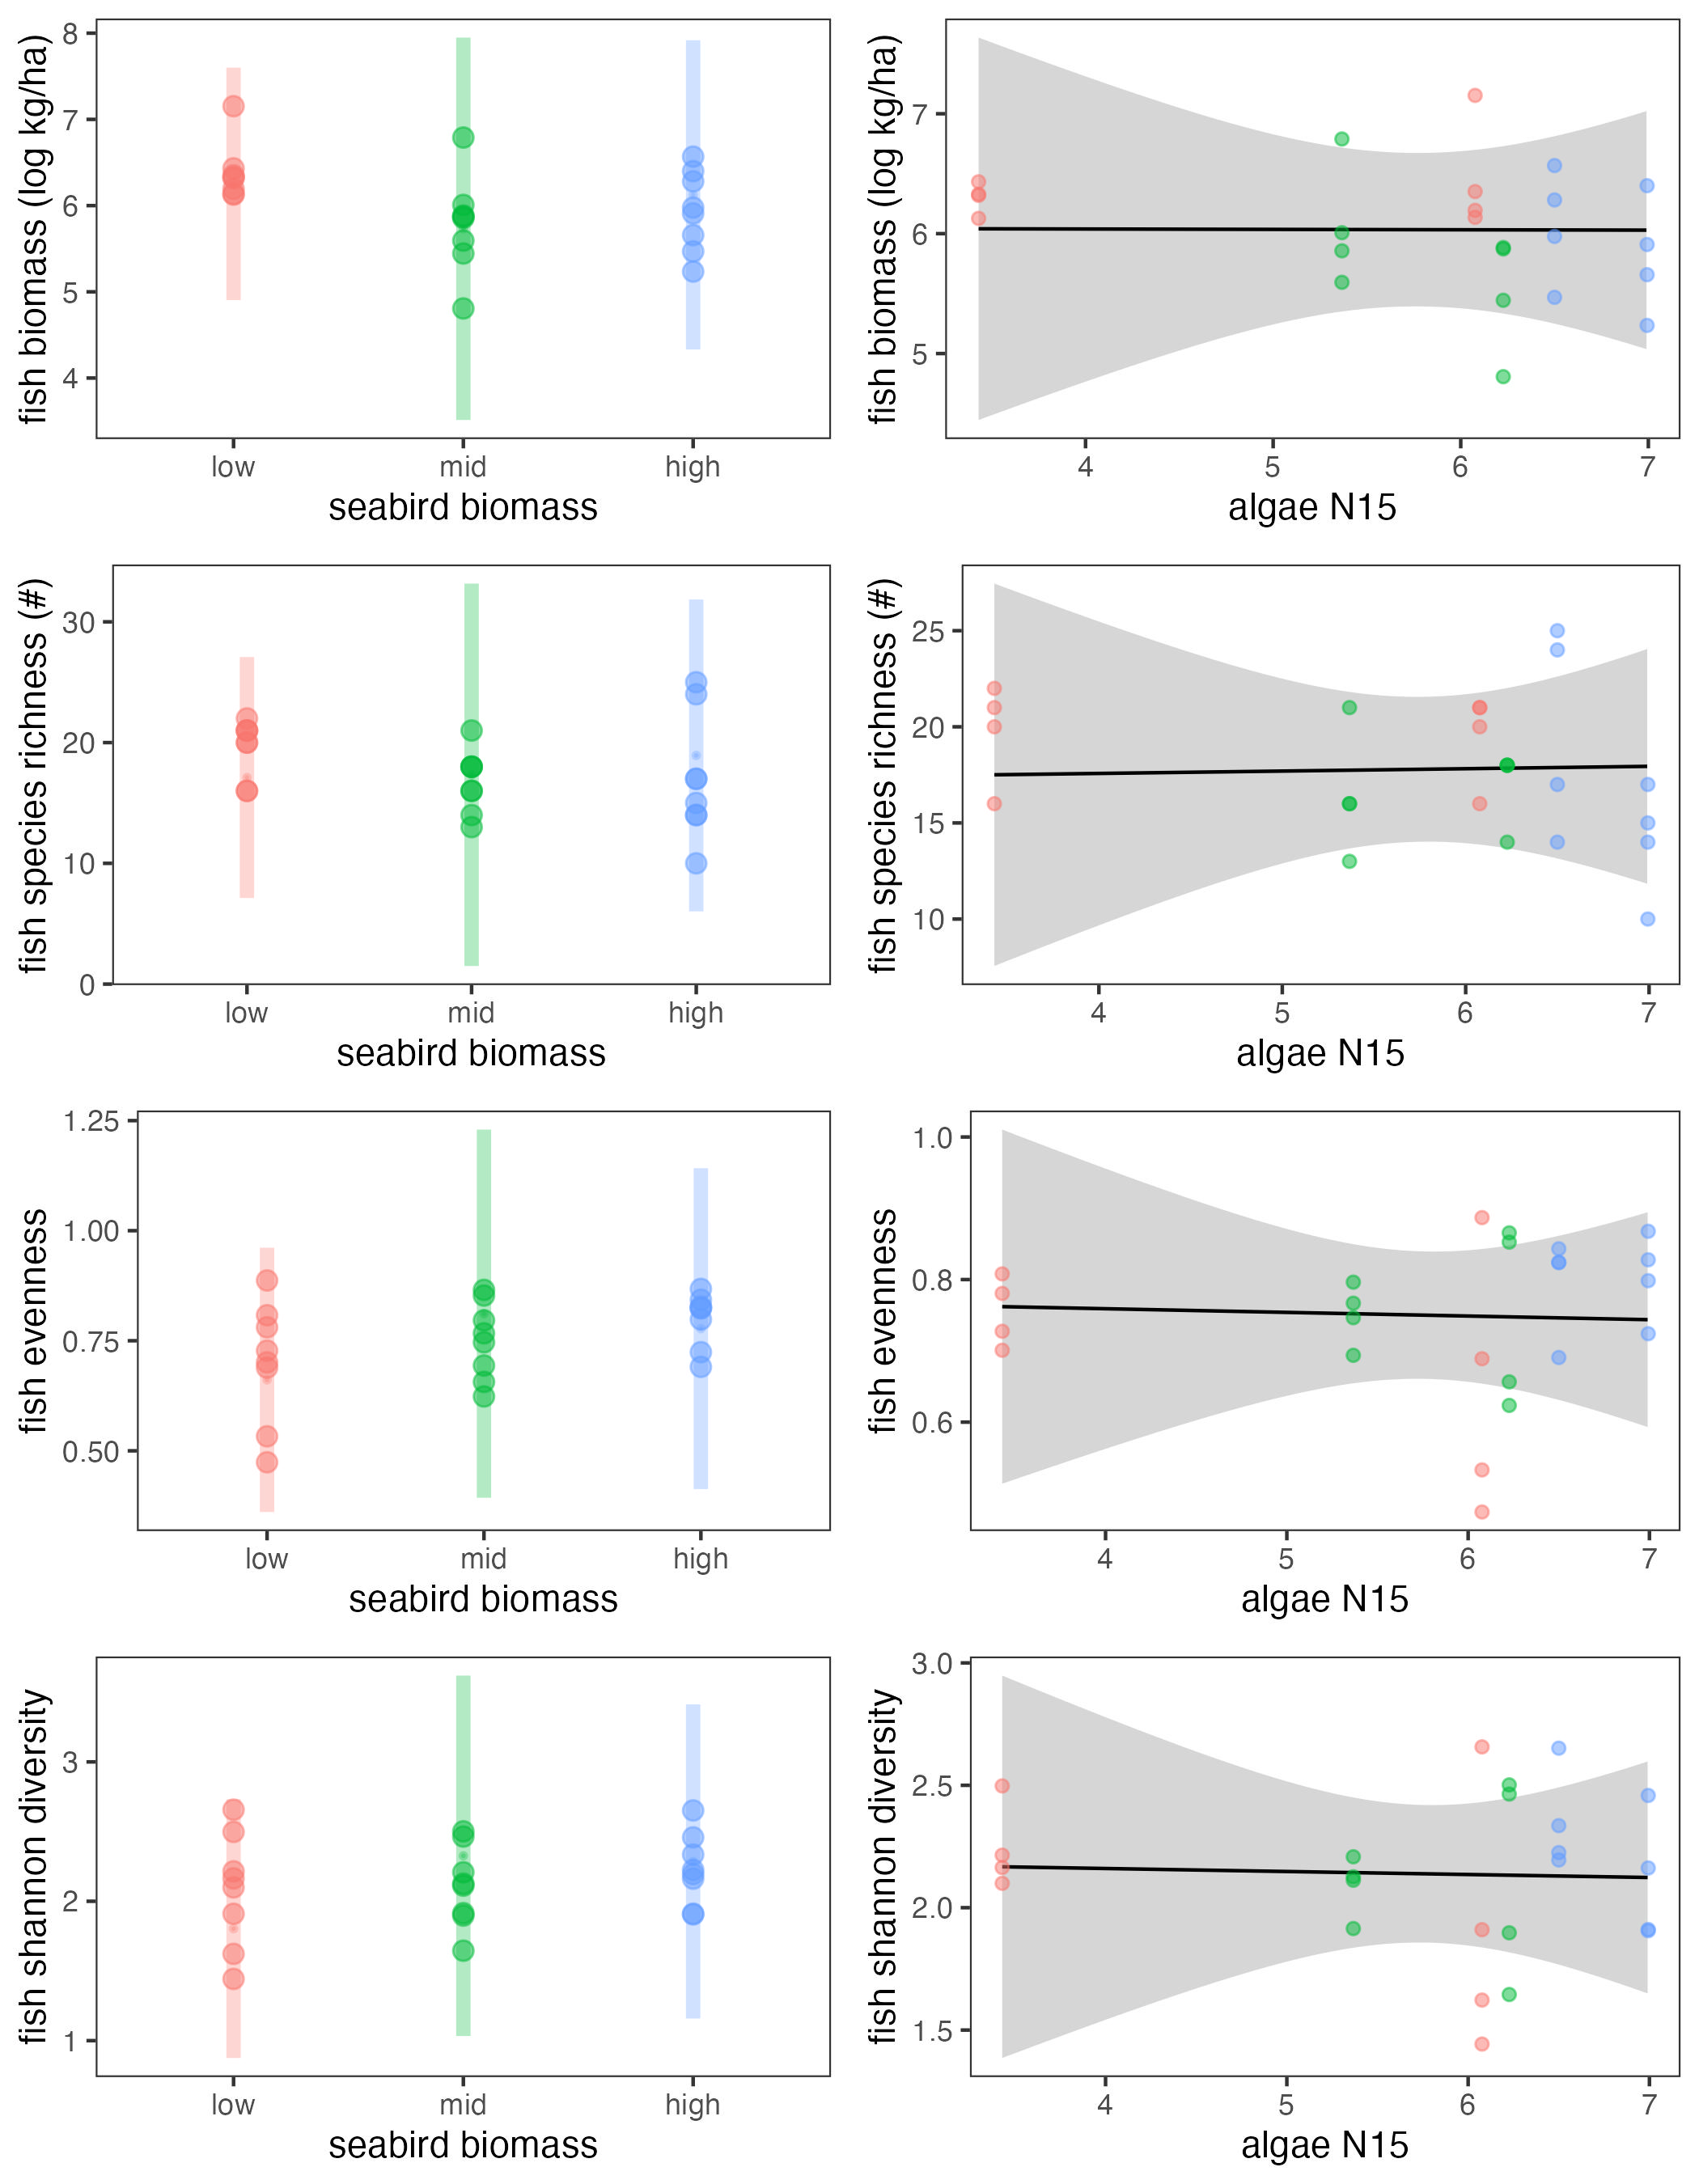 fish biomass (log kg/ha)
8
7
6
5
4
low mid high
seabird biomass
fish biomass (log kg/ha)
7
6
5
4 5 6 7
algae N15
fish species richness (#)
30
20
10
0
low mid high
seabird biomass
fish species richness (#)
25
20
15
10
4 5 6 7
algae N15
fish evenness
1.25
1.00
0.75
0.50
low mid high
seabird biomass
fish evenness
1.0
0.8
0.6
4 5 6 7
algae N15
fish shannon diversity
3
2
1
low mid high
seabird biomass
fish shannon diversity
3.0
2.5
2.0
1.5
4 5 6 7
algae N15